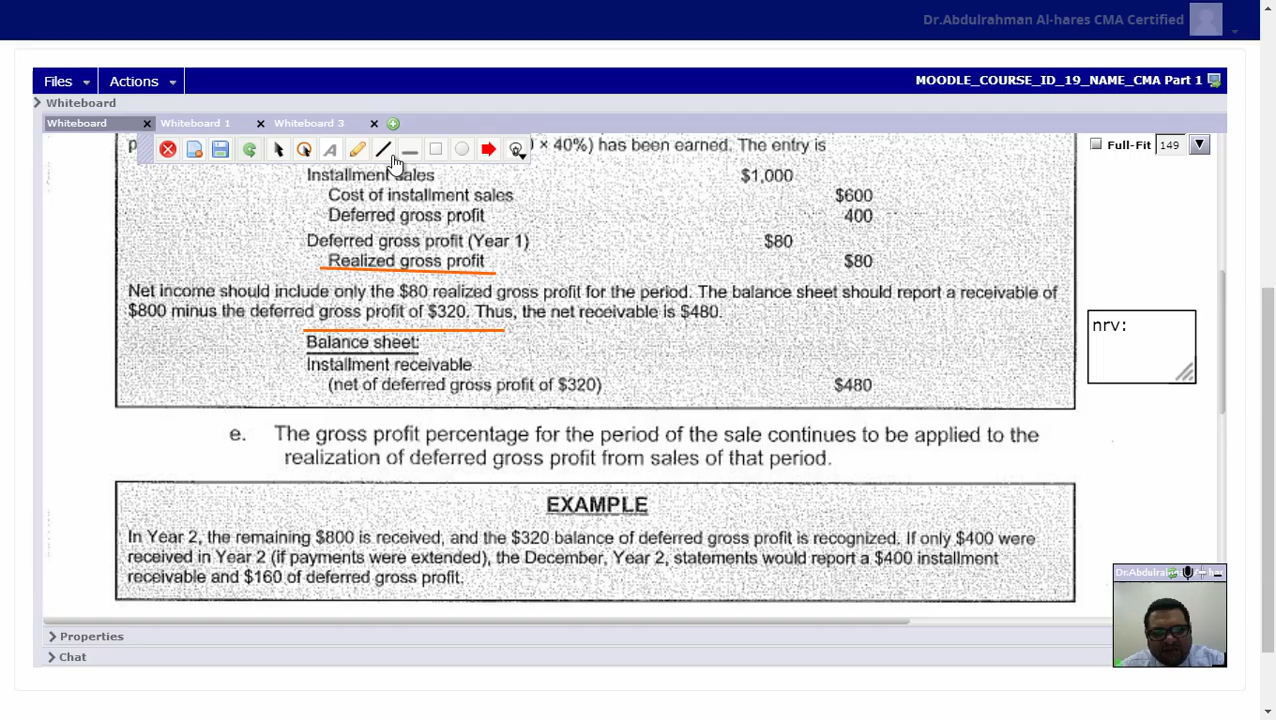 Dr.Abdulrahman Al-hares CMA Certified
Files Actions MOODLE_COURSE_ID_19_NAME_CMA Part 1
Whiteboard
Whiteboard Whiteboard 1 Whiteboard 3
× 40%) has been earned. The entry is
Full-Fit 149
Installment sales $1,000
Cost of installment sales $600
Deferred gross profit 400
Deferred gross profit (Year 1) $80
Realized gross profit $80
Net income should include only the $80 realized gross profit for the period. The balance sheet should report a receivable of
$800 minus the deferred gross profit of $320. Thus, the net receivable is $480.
nrv:
Balance sheet:
Installment receivable
(net of deferred gross profit of $320) $480
e. The gross profit percentage for the period of the sale continues to be applied to the
realization of deferred gross profit from sales of that period.
EXAMPLE
In Year 2, the remaining $800 is received, and the $320 balance of deferred gross profit is recognized. If only $400 were
received in Year 2 (if payments were extended), the December, Year 2, statements would report a $400 installment
receivable and $160 of deferred gross profit.
Properties
Chat